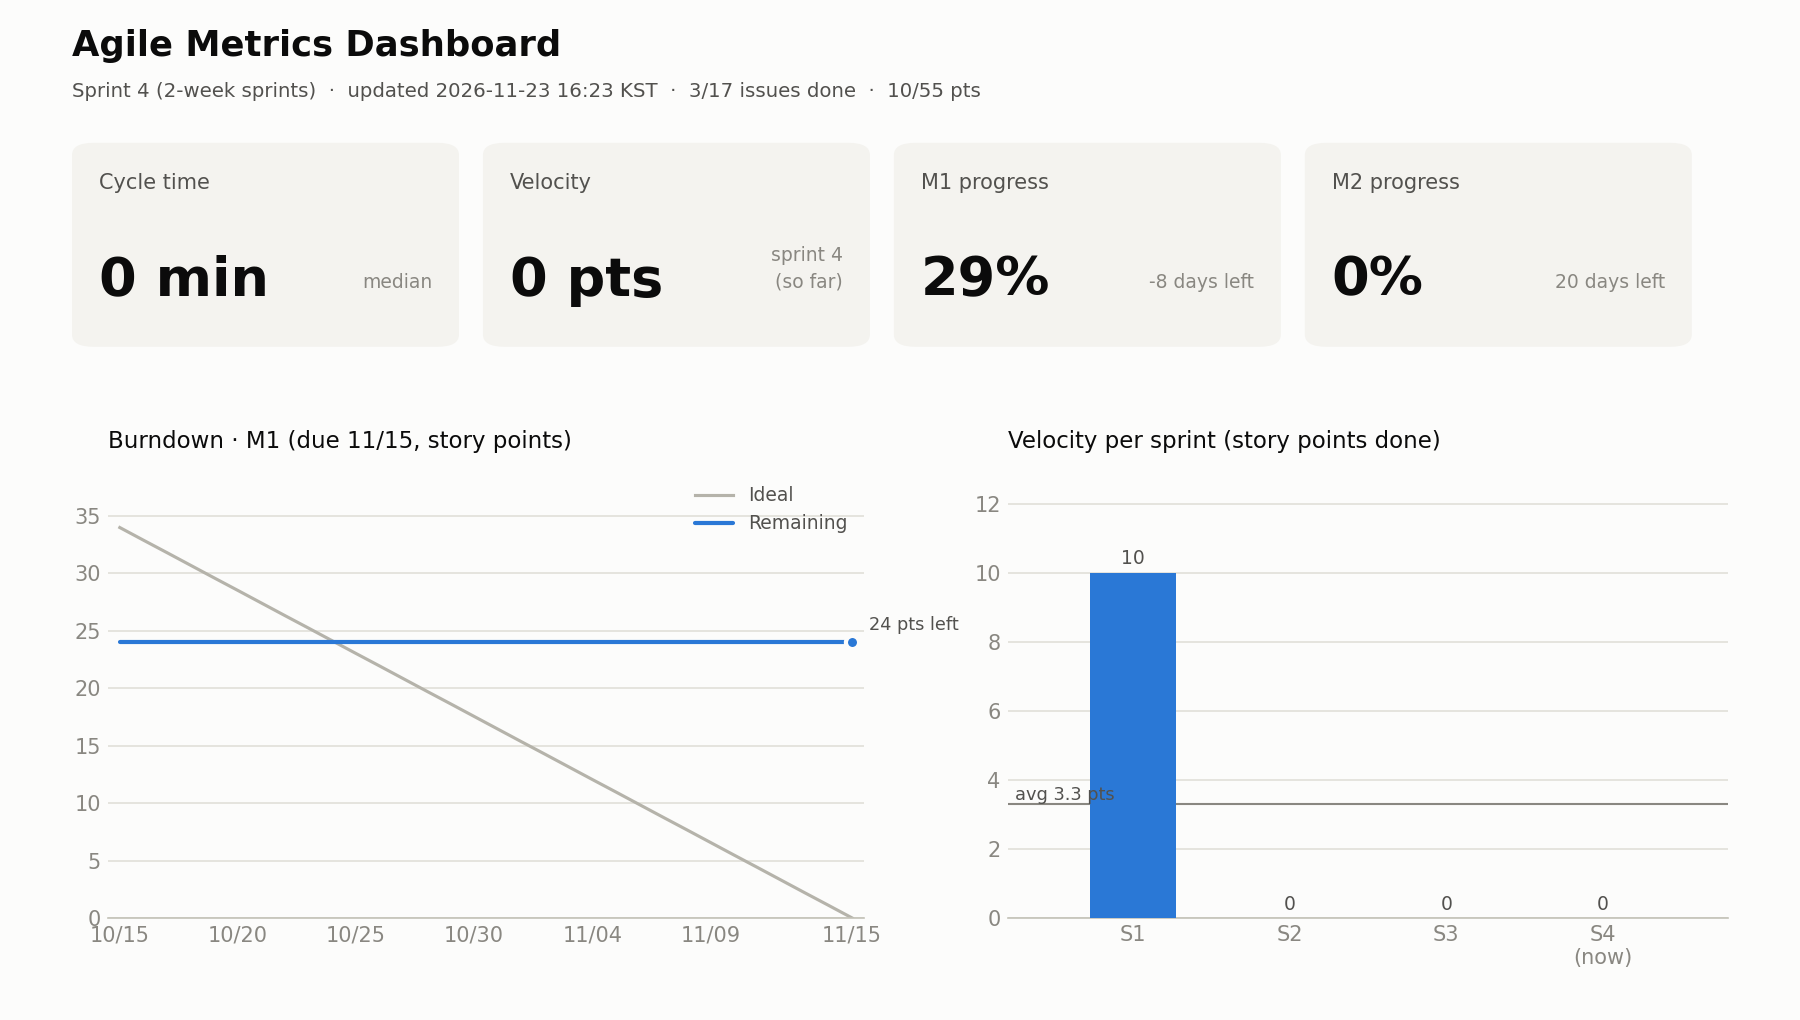 Agile Metrics Dashboard
Sprint 4 (2-week sprints)  ·  updated 2026-11-23 16:23 KST  ·  3/17 issues done  ·  10/55 pts
Cycle time
0 min
median
Velocity
0 pts
sprint 4
(so far)
M1 progress
29%
-8 days left
M2 progress
0%
20 days left
Burndown · M1 (due 11/15, story points)
Ideal
Remaining
35
30
25
20
15
10
5
0
24 pts left
10/15
10/20
10/25
10/30
11/04
11/09
11/15
Velocity per sprint (story points done)
12
10
8
6
4
2
0
10
avg 3.3 pts
0
0
0
S1
S2
S3
S4
(now)